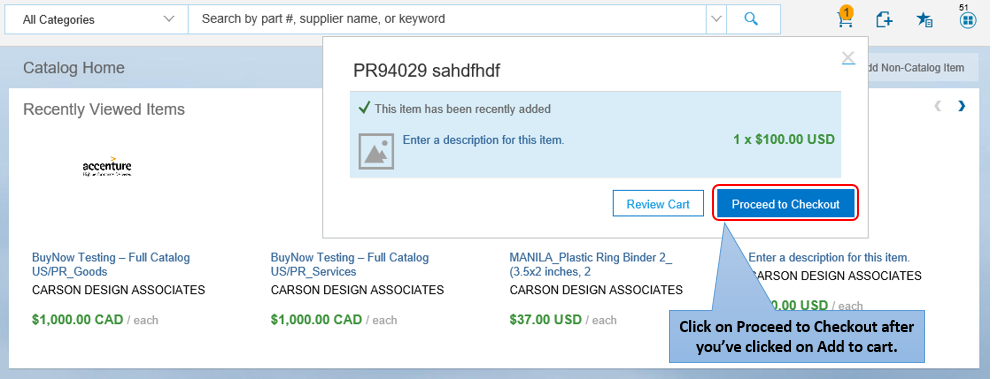 All Categories
Search by part #, supplier name, or keyword
1
51
PR94029 sahdfhdf
Catalog Home
dd Non-Catalog Item
Recently Viewed Items
This item has been recently added
Enter a description for this item.
1 x $100.00 USD
accenture
Review Cart
Proceed to Checkout
BuyNow Testing – Full Catalog
US/PR_Goods
CARSON DESIGN ASSOCIATES
$1,000.00 CAD / each
BuyNow Testing – Full Catalog
US/PR_Services
CARSON DESIGN ASSOCIATES
$1,000.00 CAD / each
MANILA_Plastic Ring Binder 2_
(3.5x2 inches, 2
CARSON DESIGN ASSOCIATES
$37.00 USD / each
Enter a description for this item.
CARSON DESIGN ASSOCIATES
0.00 USD / each
Click on Proceed to Checkout after
you’ve clicked on Add to cart.